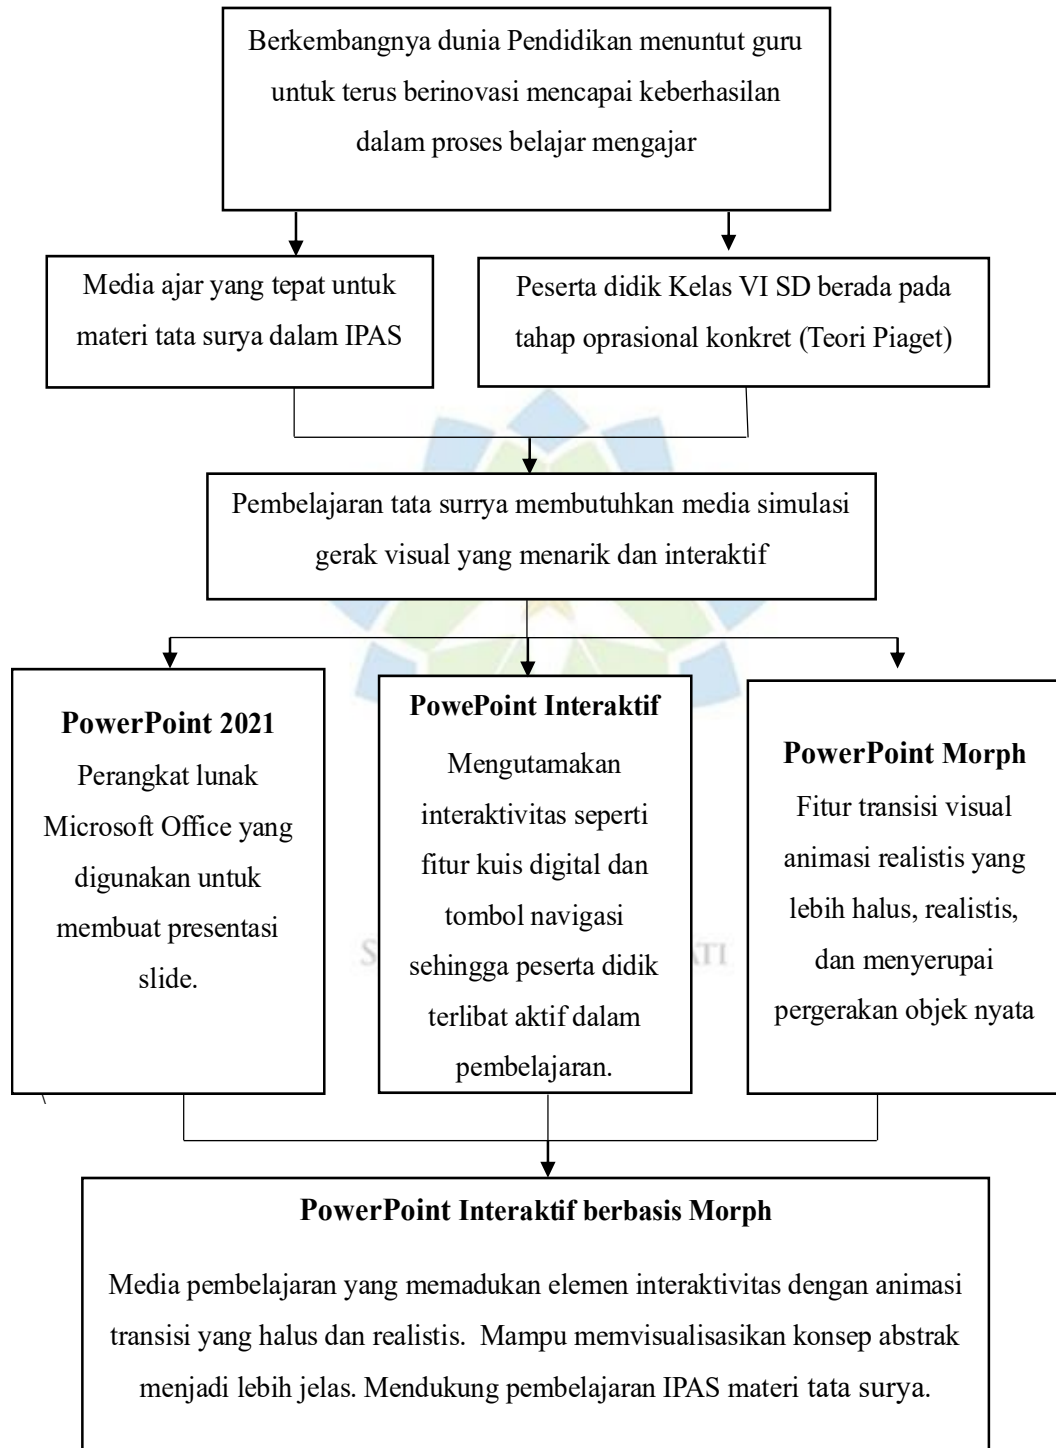 Berkembangnya dunia Pendidikan menuntut guru
untuk terus berinovasi mencapai keberhasilan
dalam proses belajar mengajar
Media ajar yang tepat untuk
materi tata surya dalam IPAS
Peserta didik Kelas VI SD berada pada
tahap oprasional konkret (Teori Piaget)
Pembelajaran tata surrya membutuhkan media simulasi
gerak visual yang menarik dan interaktif
PowerPoint 2021
Perangkat lunak
Microsoft Office yang
digunakan untuk
membuat presentasi
slide.
PowePoint Interaktif
Mengutamakan
interaktivitas seperti
fitur kuis digital dan
tombol navigasi
sehingga peserta didik
terlibat aktif dalam
pembelajaran.
PowerPoint Morph
Fitur transisi visual
animasi realistis yang
lebih halus, realistis,
dan menyerupai
pergerakan objek nyata
PowerPoint Interaktif berbasis Morph
Media pembelajaran yang memadukan elemen interaktivitas dengan animasi
transisi yang halus dan realistis. Mampu memvisualisasikan konsep abstrak
menjadi lebih jelas. Mendukung pembelajaran IPAS materi tata surya.